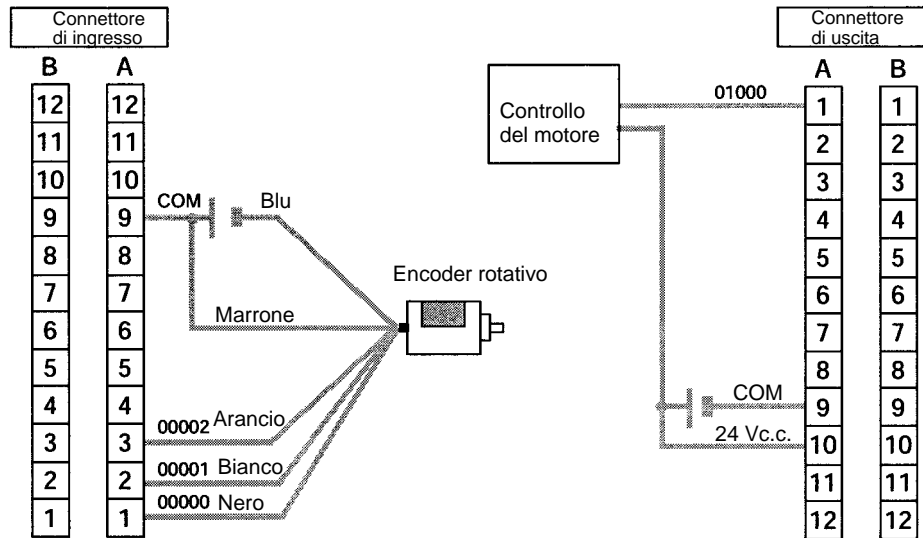 Connettore
di ingresso
Connettore
di uscita
B A
A B
12 12
11 11
10 10
9 9
8 8
7 7
6 6
5 5
4 4
3 3
2 2
1 1
COM
Blu
Marrone
Encoder rotativo
00002 Arancio
00001 Bianco
00000 Nero
Controllo
del motore
01000
COM
24 Vc.c.
1 1
2 2
3 3
4 4
5 5
6 6
7 7
8 8
9 9
10 10
11 11
12 12